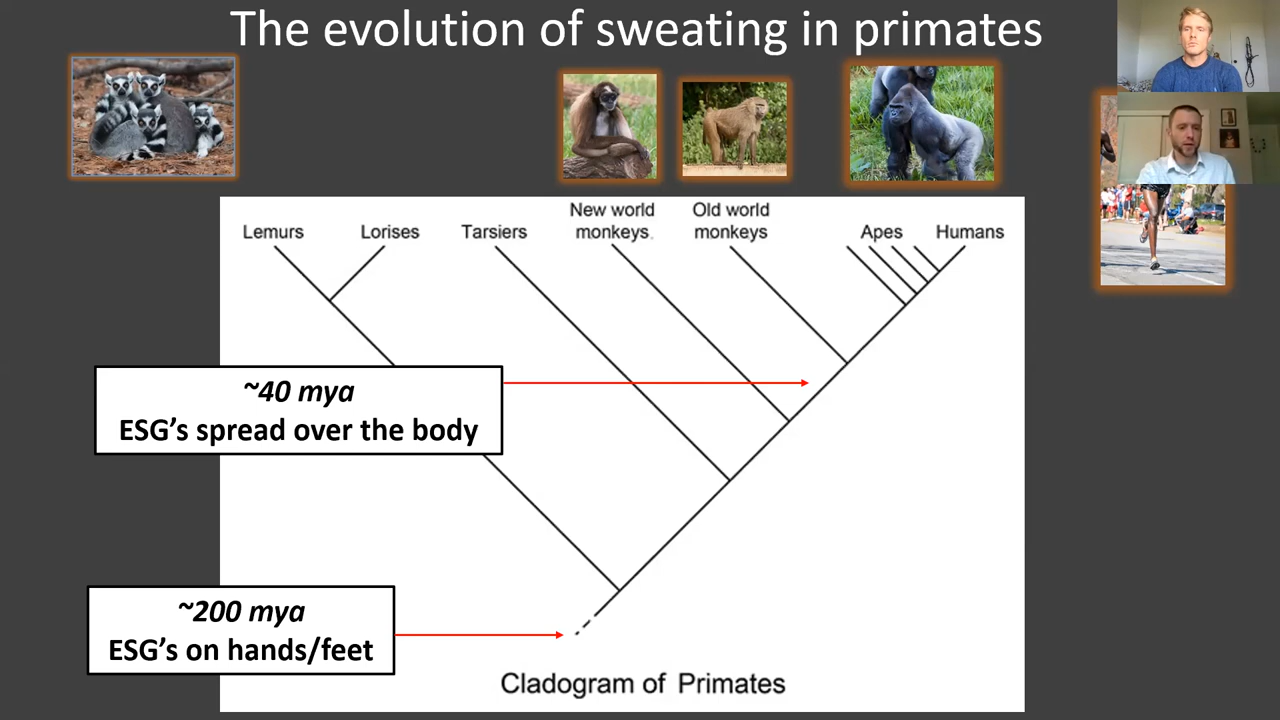 The evolution of sweating in primates
Lemurs
Lorises
Tarsiers
New world
monkeys.
Old world
monkeys
Apes
Humans
~40 mya
ESG's spread over the body
~200 mya
ESG's on hands/feet
Cladogram of Primates